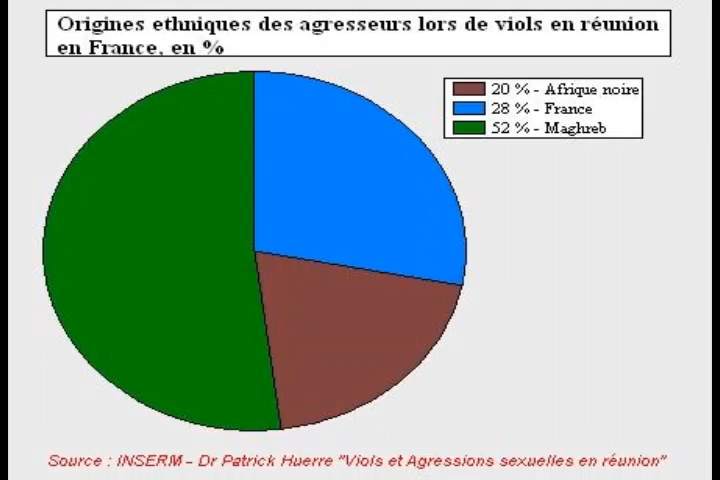 Origines ethniques des agresseurs lors de viols en réunion
en France, en %
20 % - Afrique noire
28 % - France
52 % - Maghreb
Source : INSERM - Dr Patrick Huerre "Viols et Agressions sexuelles en réunion"